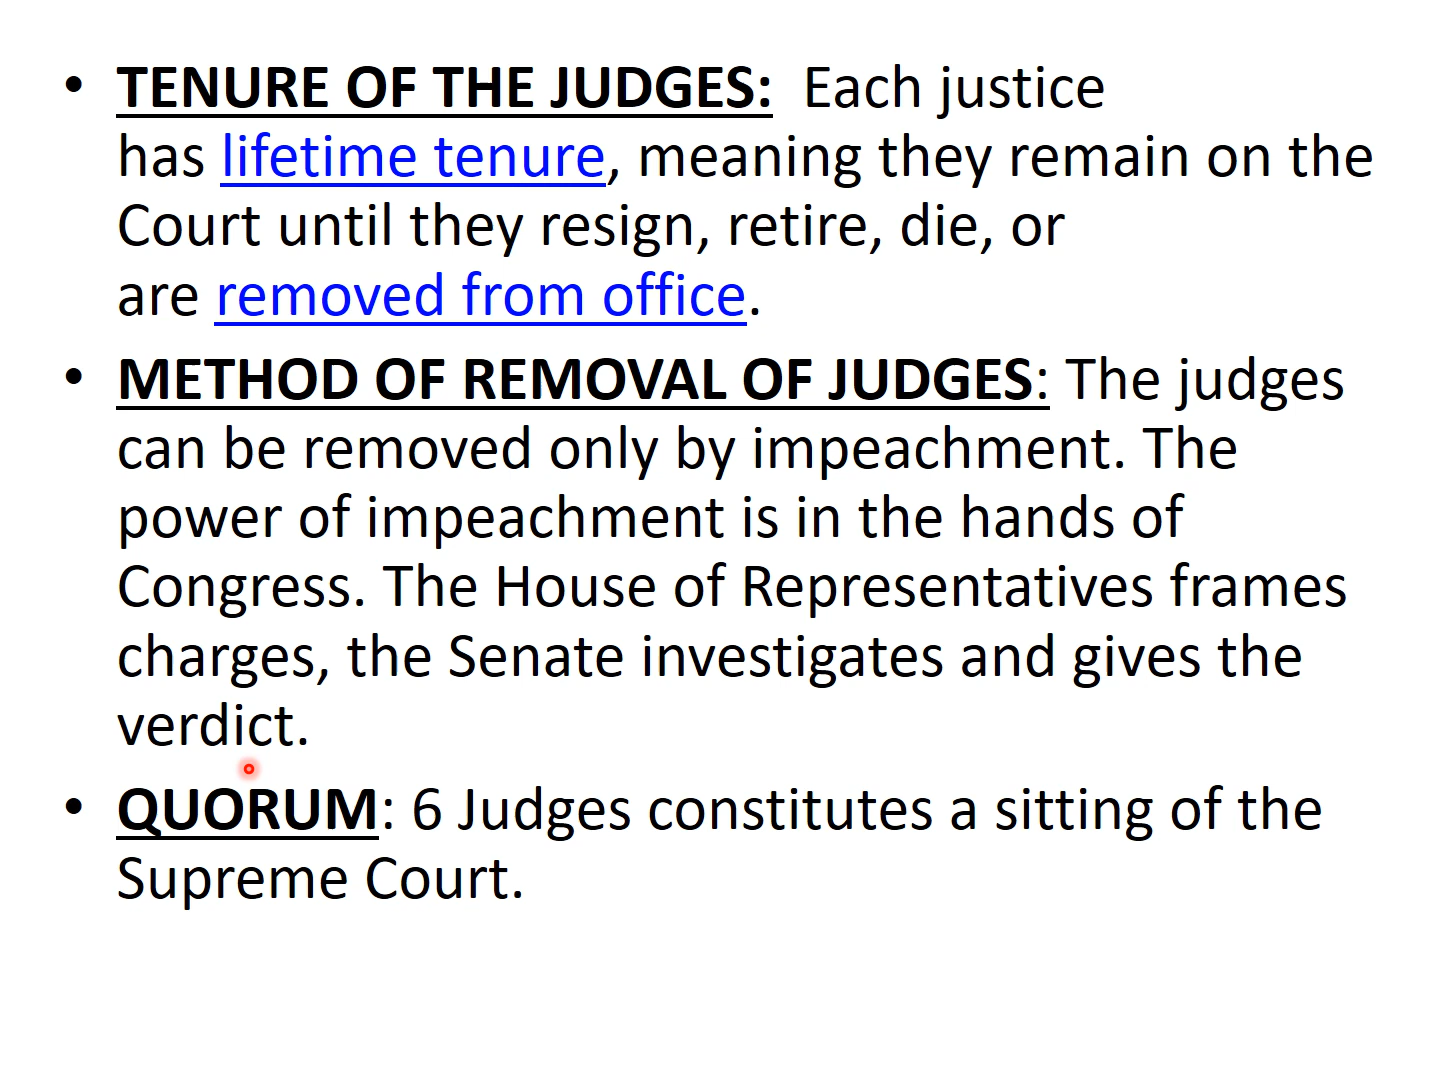 • TENURE OF THE JUDGES: Each justice
has lifetime tenure, meaning they remain on the
Court until they resign, retire, die, or
are removed from office.
• METHOD OF REMOVAL OF JUDGES: The judges
can be removed only by impeachment. The
power of impeachment is in the hands of
Congress. The House of Representatives frames
charges, the Senate investigates and gives the
verdict.
• QUORUM: 6 Judges constitutes a sitting of the
Supreme Court.